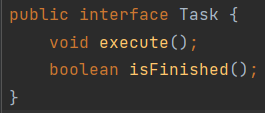 public interface Task {
    void execute();
    boolean isFinished();
}